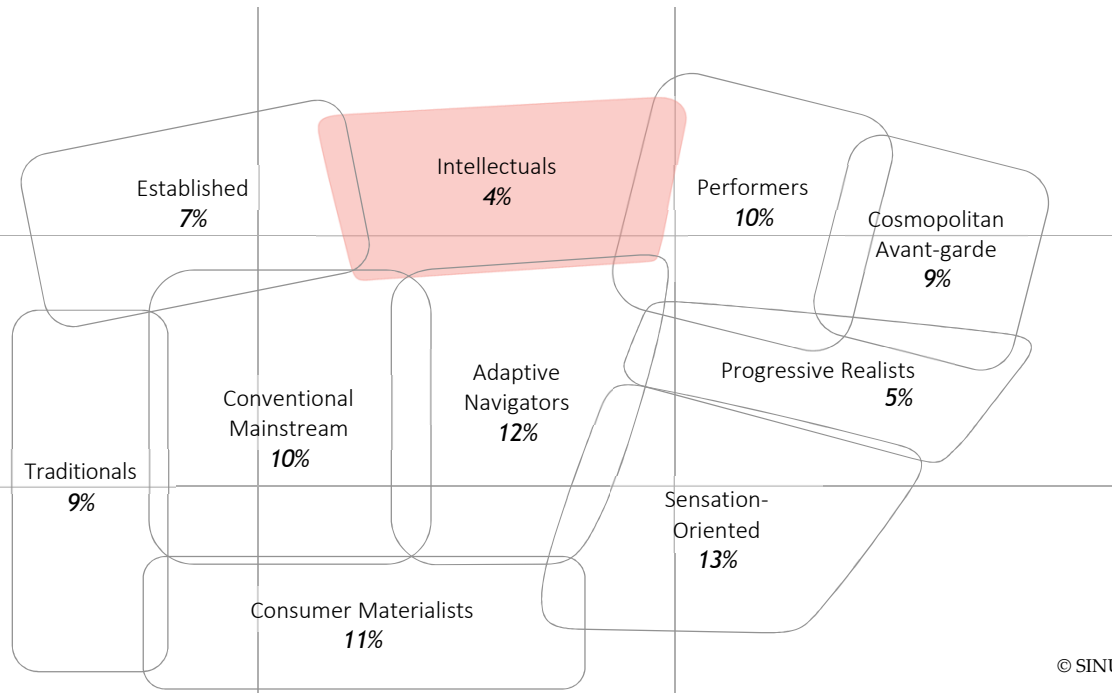 Established
7%
Intellectuals
4%
Performers
10%
Cosmopolitan
Avant-garde
9%
Progressive Realists
5%
Adaptive
Navigators
12%
Conventional
Mainstream
10%
Traditionals
9%
Sensation-
Oriented
13%
Consumer Materialists
11%
© SINU